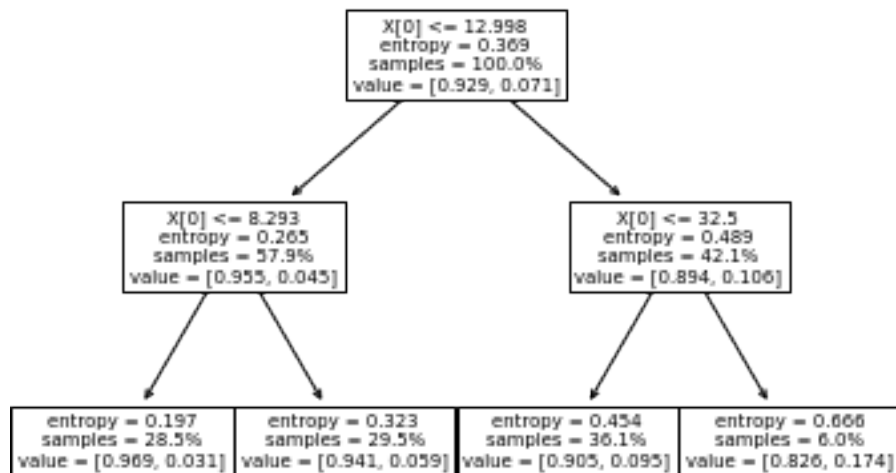 X[0] <= 12.998
entropy = 0.369
samples = 100.0%
value = [0.929, 0.071]
X[0] <= 8.293
entropy = 0.265
samples = 57.9%
value = [0.955, 0.045]
X[0] <= 32.5
entropy = 0.489
samples = 42.1%
value = [0.894, 0.106]
entropy = 0.197
samples = 28.5%
value = [0.969, 0.031]
entropy = 0.323
samples = 29.5%
value = [0.941, 0.059]
entropy = 0.454
samples = 36.1%
value = [0.905, 0.095]
entropy = 0.666
samples = 6.0%
value = [0.826, 0.174]